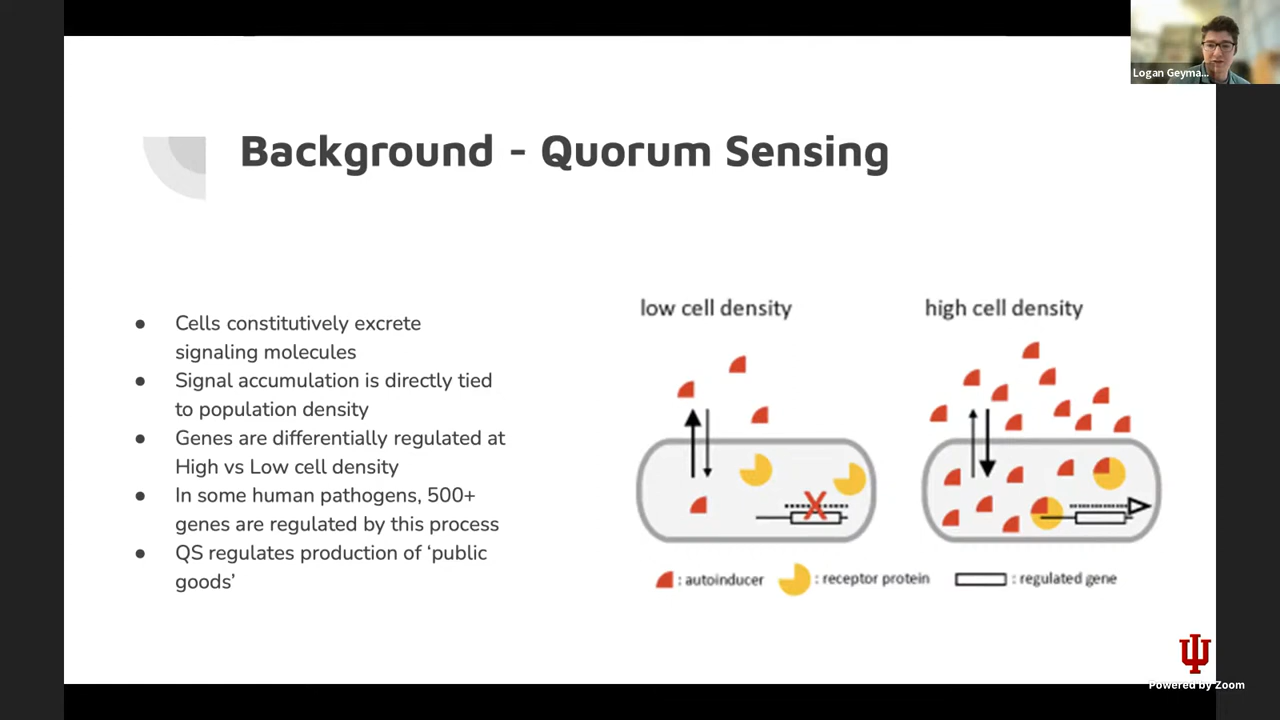 Logan Geyma...
Background - Quorum Sensing
● Cells constitutively excrete
signaling molecules
● Signal accumulation is directly tied
to population density
● Genes are differentially regulated at
High vs Low cell density
● In some human pathogens, 500+
genes are regulated by this process
● QS regulates production of ‘public
goods’
low cell density
high cell density
X
: autoinducer
: receptor protein
: regulated gene
Powered by Zoom